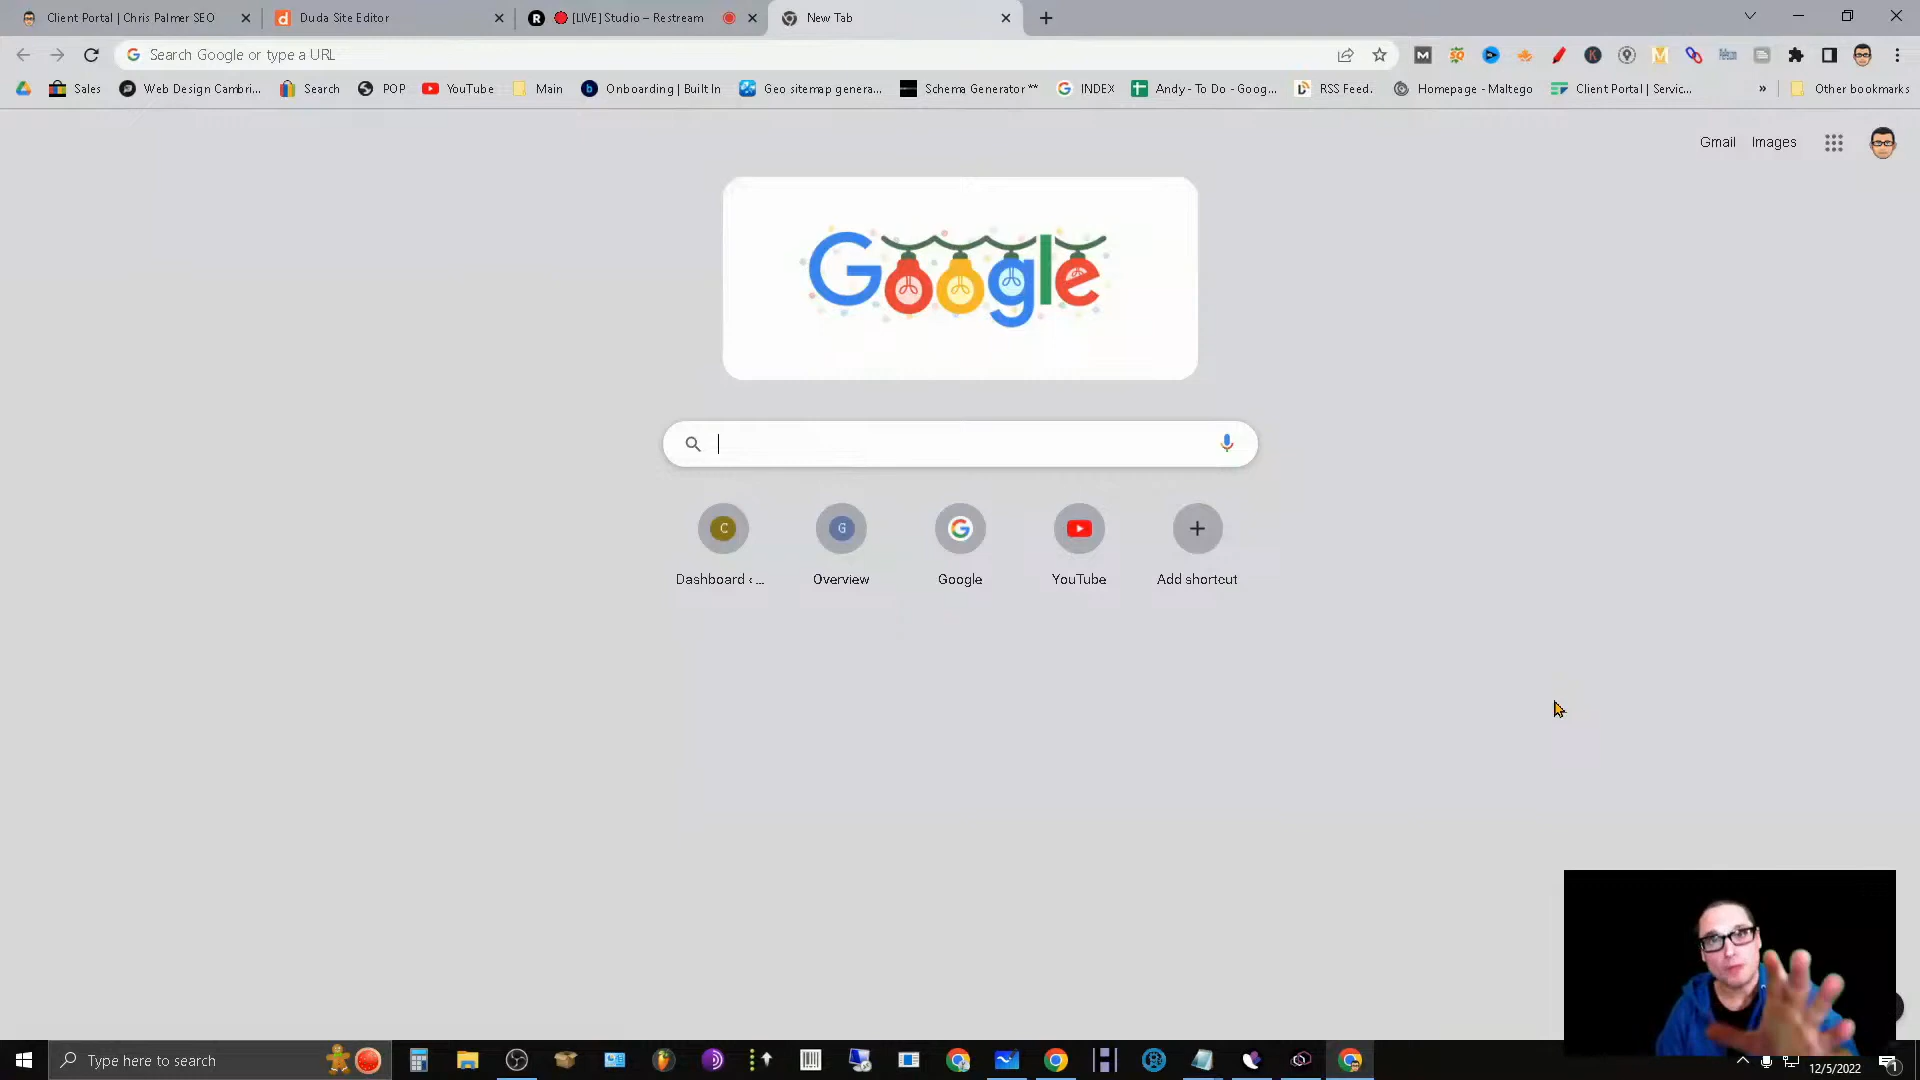 Client Portal | Chris Palmer SEO
Duda Site Editor
R
[LIVE] Studio – Restream
New Tab
Search Google or type a URL
Sales
Web Design Cambri...
Search
POP
YouTube
Main
Onboarding | Built In
Geo sitemap genera...
Schema Generator **
INDEX
Andy - To Do - Goog...
RSS Feed.
Homepage - Maltego
Client Portal | Servic...
»
Other bookmarks
Gmail
Images
Google
C
G
Dashboard ‹ ...
Overview
Google
YouTube
Add shortcut
Type here to search
12/5/2022
1